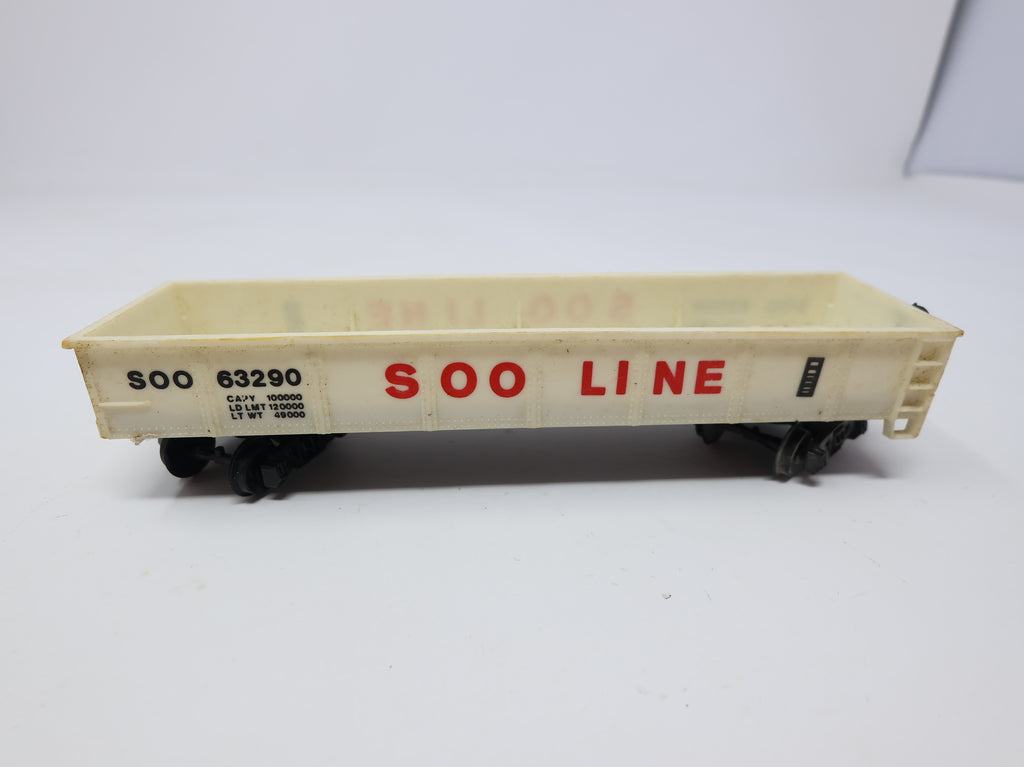 SOO 63290
CAPY 100000
LD LMT 120000
LT WT 49000
SOO LINE